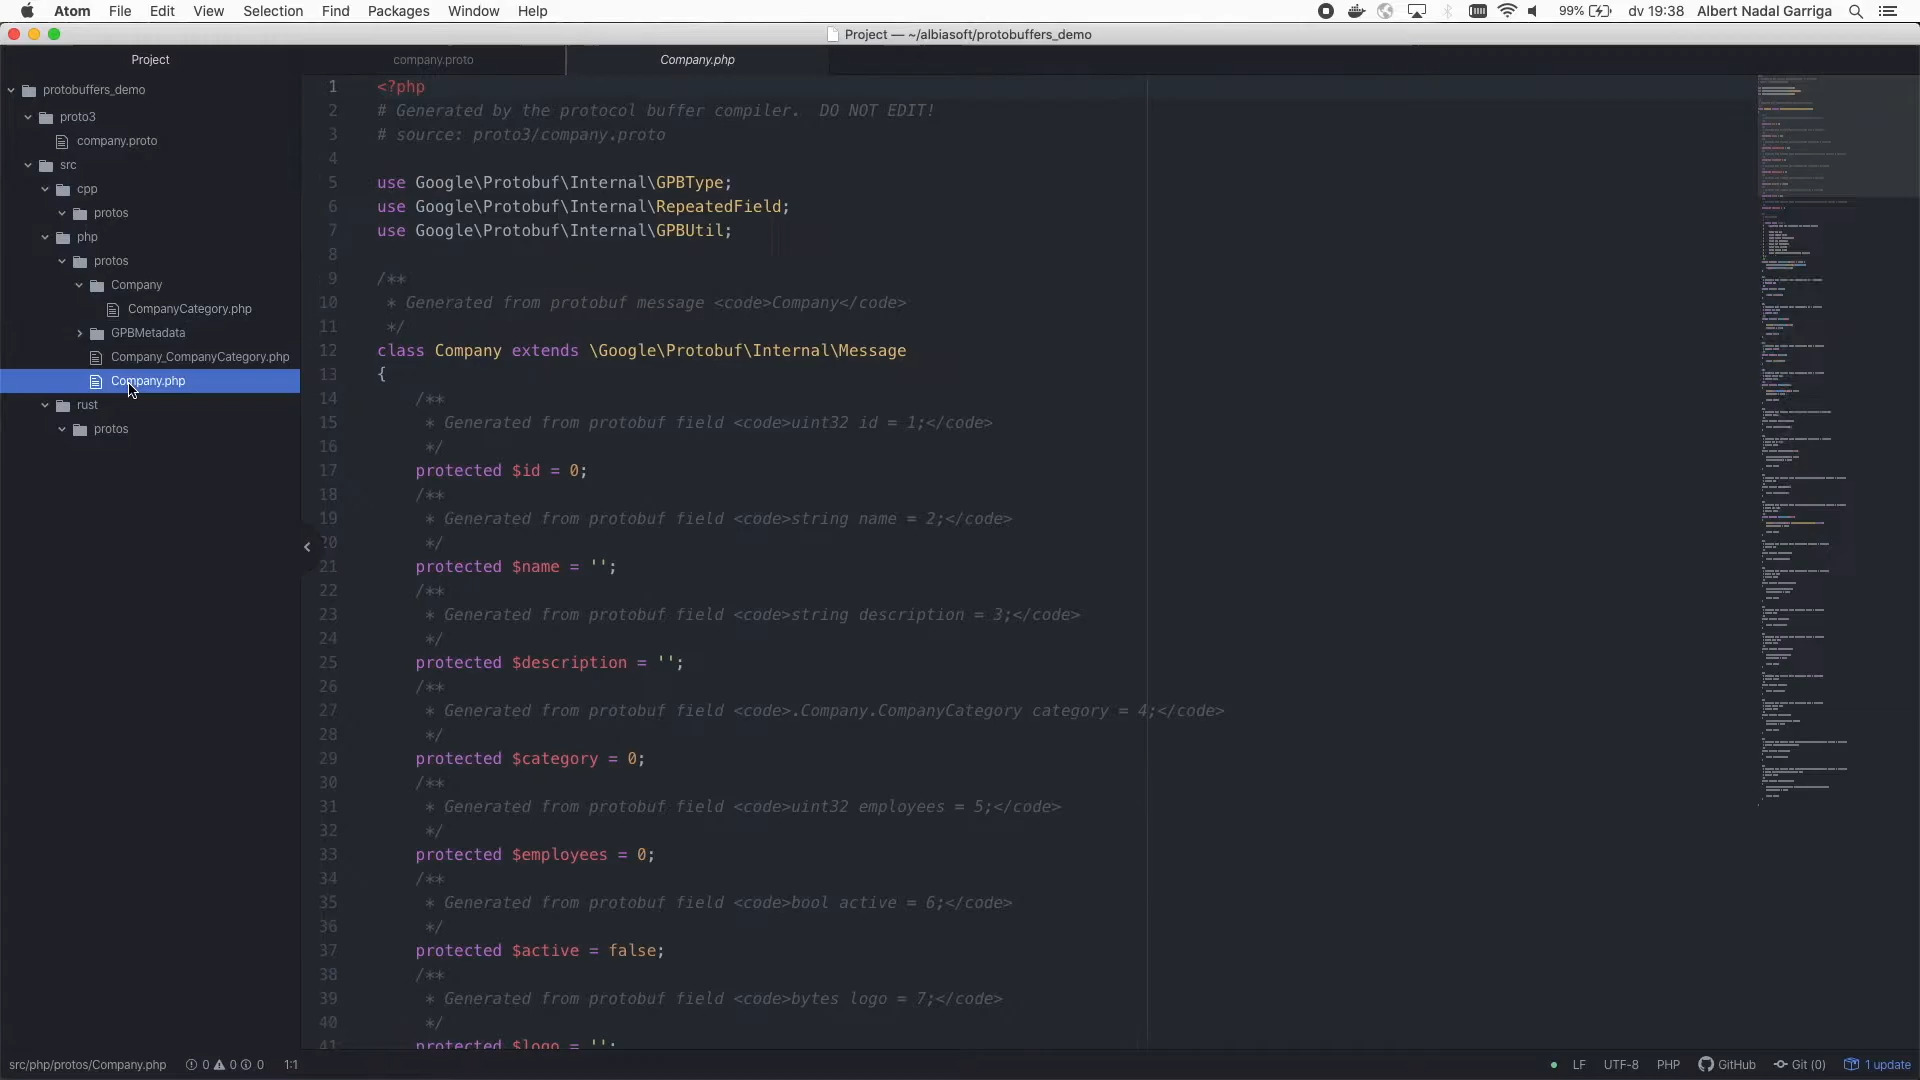 Atom File Edit View Selection Find Packages Window Help 99% dv 19:38 Albert Nadal Garriga
Project — ~/albiasoft/protobuffers_demo
Project
company.proto
Company.php
protobuffers_demo
proto3
company.proto
src
cpp
protos
php
protos
Company
CompanyCategory.php
GPBMetadata
Company_CompanyCategory.php
Company.php
rust
protos
1 <?php
2 # Generated by the protocol buffer compiler.  DO NOT EDIT!
3 # source: proto3/company.proto
4
5 use Google\Protobuf\Internal\GPBType;
6 use Google\Protobuf\Internal\RepeatedField;
7 use Google\Protobuf\Internal\GPBUtil;
8
9 /**
10 * Generated from protobuf message <code>Company</code>
11 */
12 class Company extends \Google\Protobuf\Internal\Message
13 {
14 /**
15 * Generated from protobuf field <code>uint32 id = 1;</code>
16 */
17 protected $id = 0;
18 /**
19 * Generated from protobuf field <code>string name = 2;</code>
20 */
21 protected $name = '';
22 /**
23 * Generated from protobuf field <code>string description = 3;</code>
24 */
25 protected $description = '';
26 /**
27 * Generated from protobuf field <code>.Company.CompanyCategory category = 4;</code>
28 */
29 protected $category = 0;
30 /**
31 * Generated from protobuf field <code>uint32 employees = 5;</code>
32 */
33 protected $employees = 0;
34 /**
35 * Generated from protobuf field <code>bool active = 6;</code>
36 */
37 protected $active = false;
38 /**
39 * Generated from protobuf field <code>bytes logo = 7;</code>
40 */
41 protected $logo = '';
src/php/protos/Company.php 0 0 0 1:1 LF UTF-8 PHP GitHub Git (0) 1 update